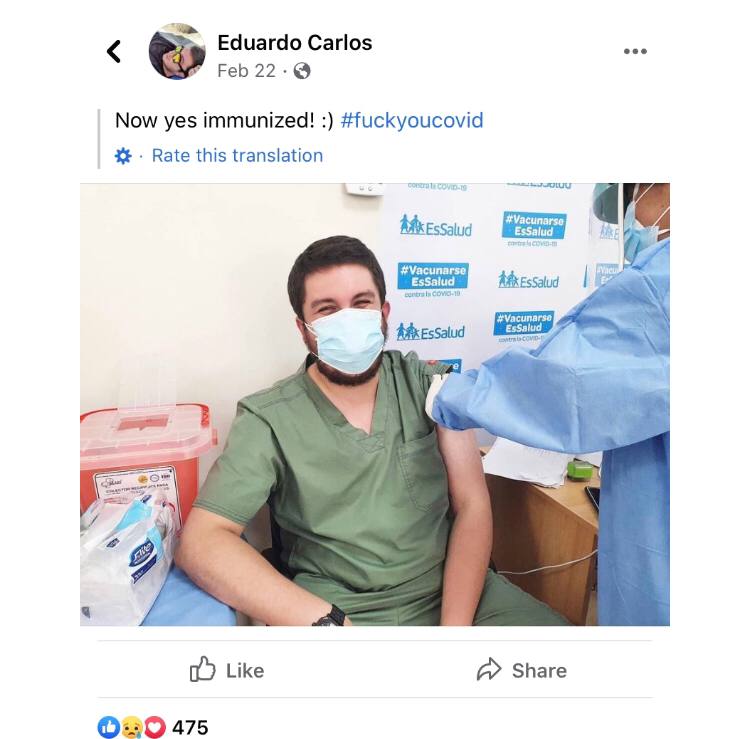 Eduardo Carlos
Feb 22 ·
Now yes immunized! :) #fuckyoucovid
· Rate this translation
contra la COVID-19
EsSalud
#Vacunarse
EsSalud
contra la COVID-19
#Vacunarse
EsSalud
contra la COVID-19
EsSalud
EsSalud
#Vacunarse
EsSalud
contra la COVID-19
Elite
Like
Share
475